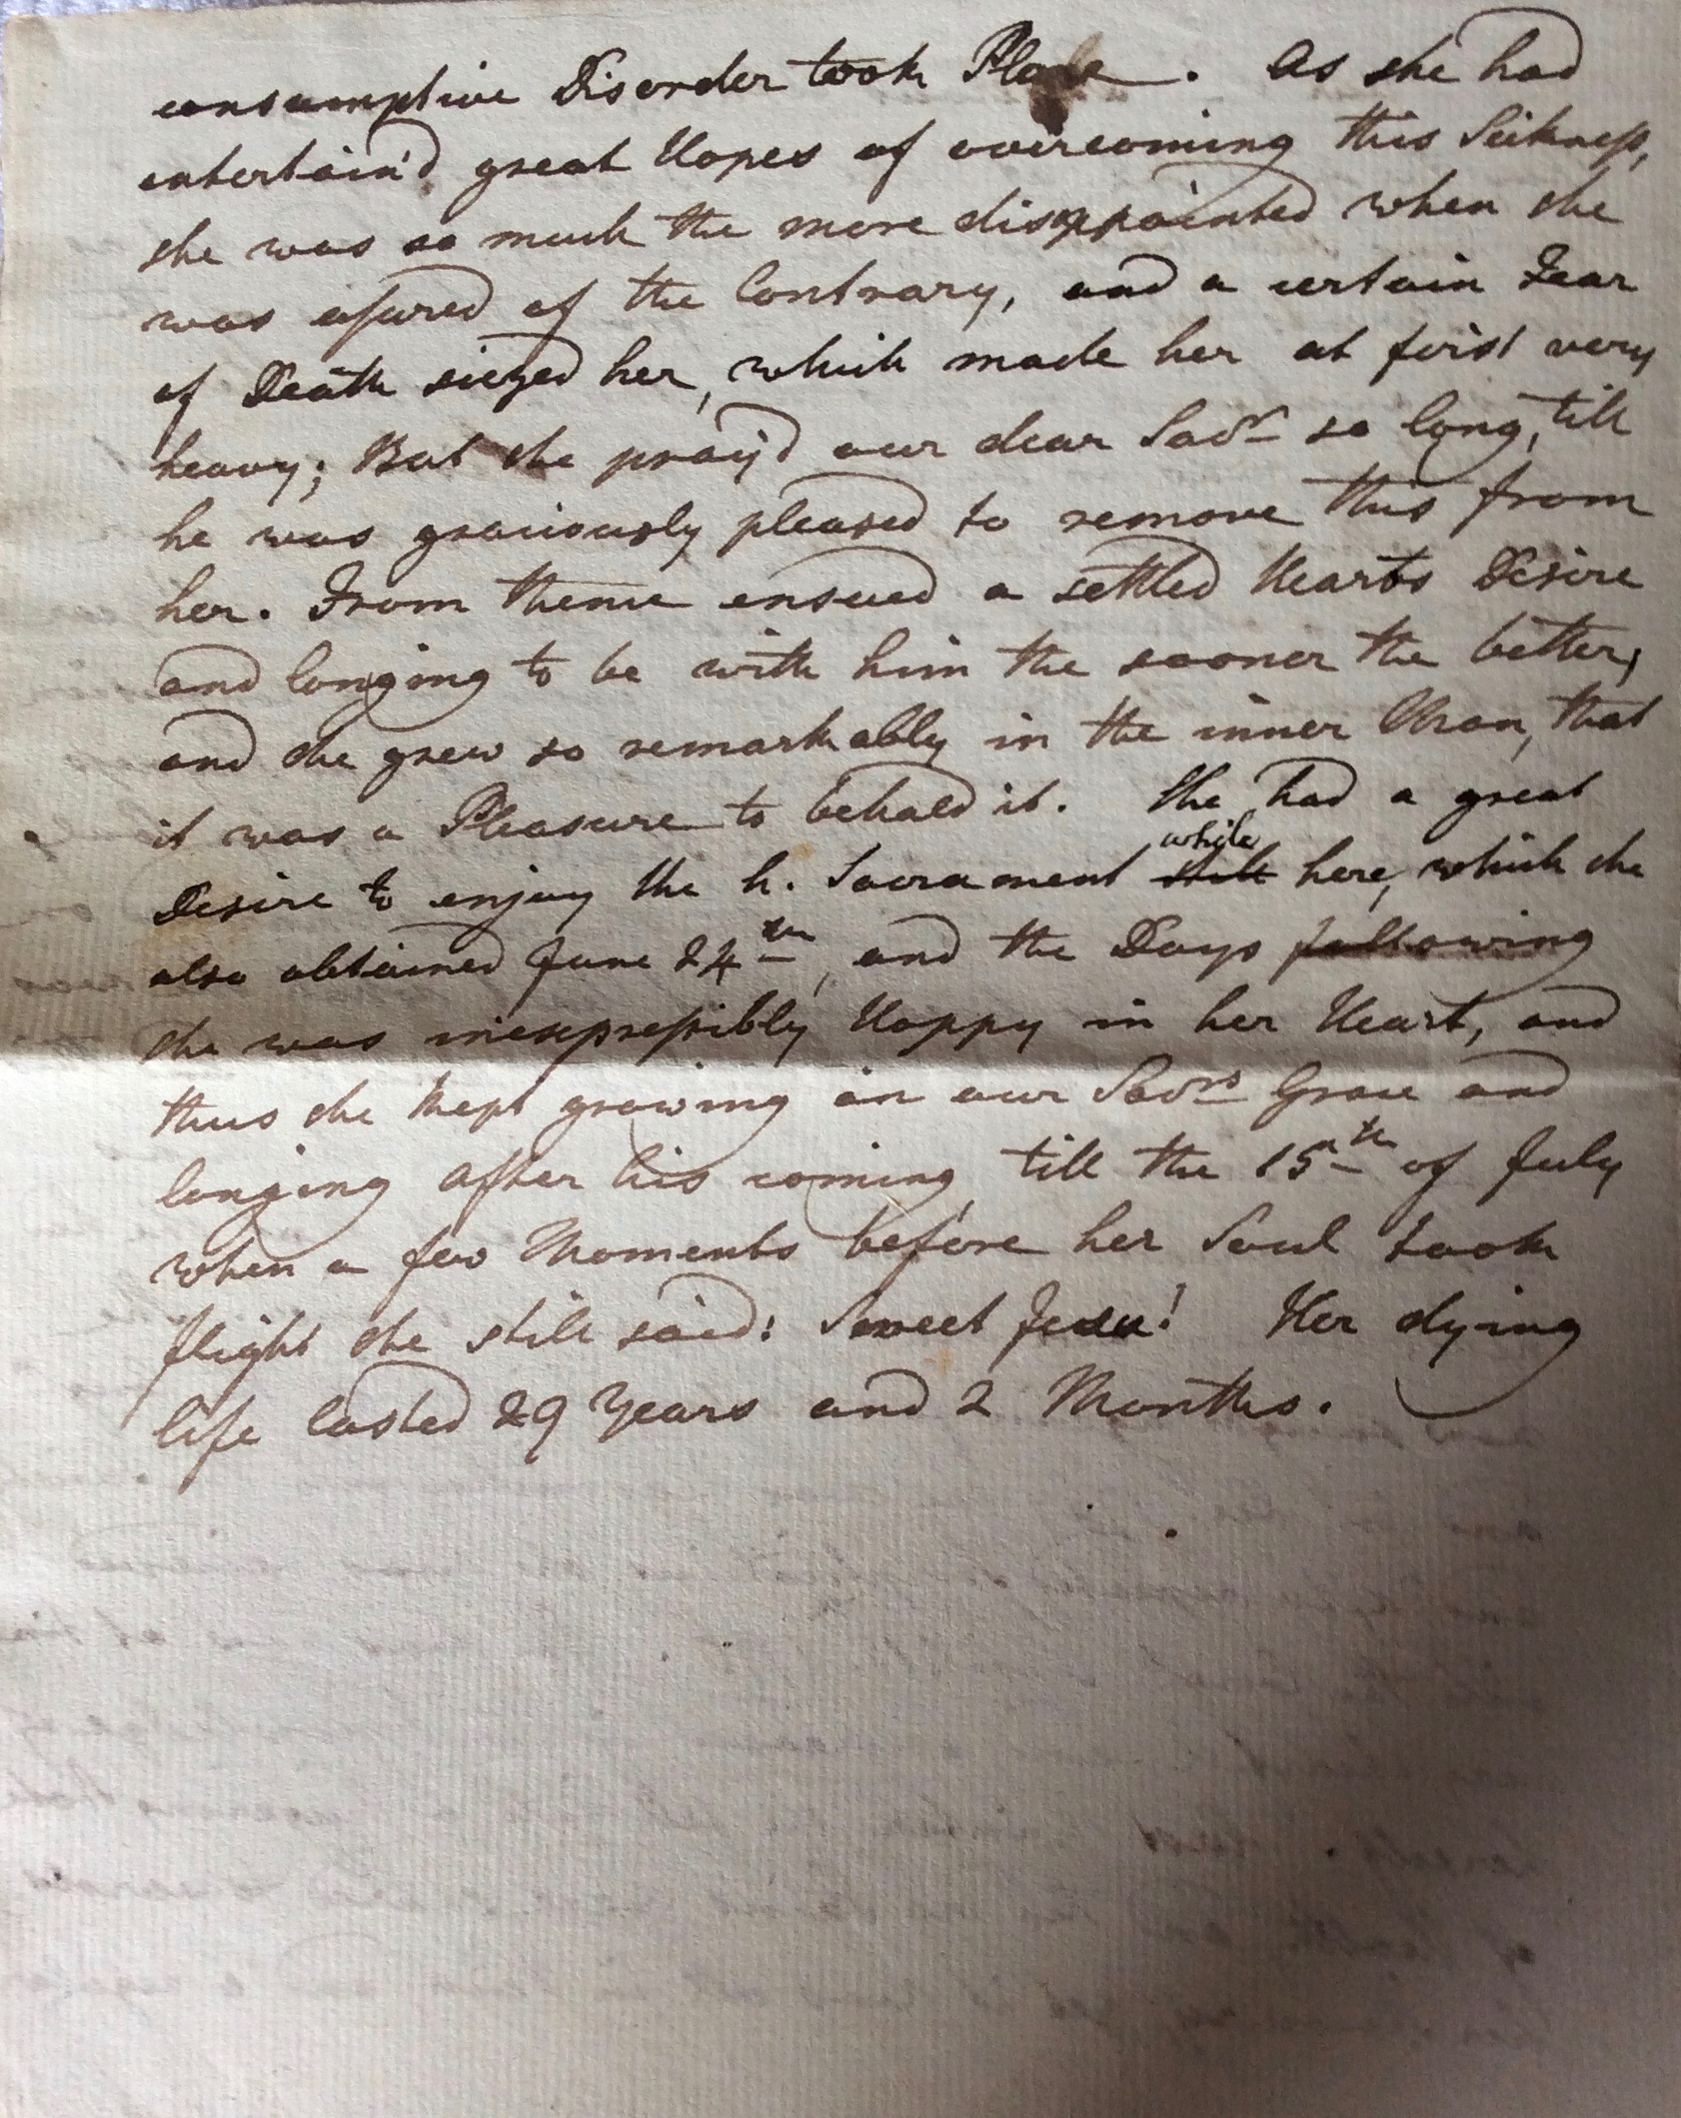 consumptive Disorder took Place. As she had
entertain'd great Hopes of overcoming this Sickness,
she was so much the more disappointed when she
was assured of the Contrary, and a certain Fear
of Death siezed her, which made her at first very
heavy; But she pray'd our dear Savr so long, till
he was graciously pleased to remove this from
her. From thence ensued a settled Hearts Desire
and longing to be with him the sooner the better,
and she grew so remarkably in the inner Man, that
it was a Pleasure to behold it. She had a great
while
Desire to enjoy the h. Sacrament still here, which she
also obtained June 24th, and the Days following
she was inexpressibly Happy in her Heart, and
thus she kept growing in our Savrs Grace and
longing after his coming till the 15th of July
when a few Moments before her Soul took
flight she still said: Sweet Jesu! Her dying
life lasted 29 Years and 2 Months.